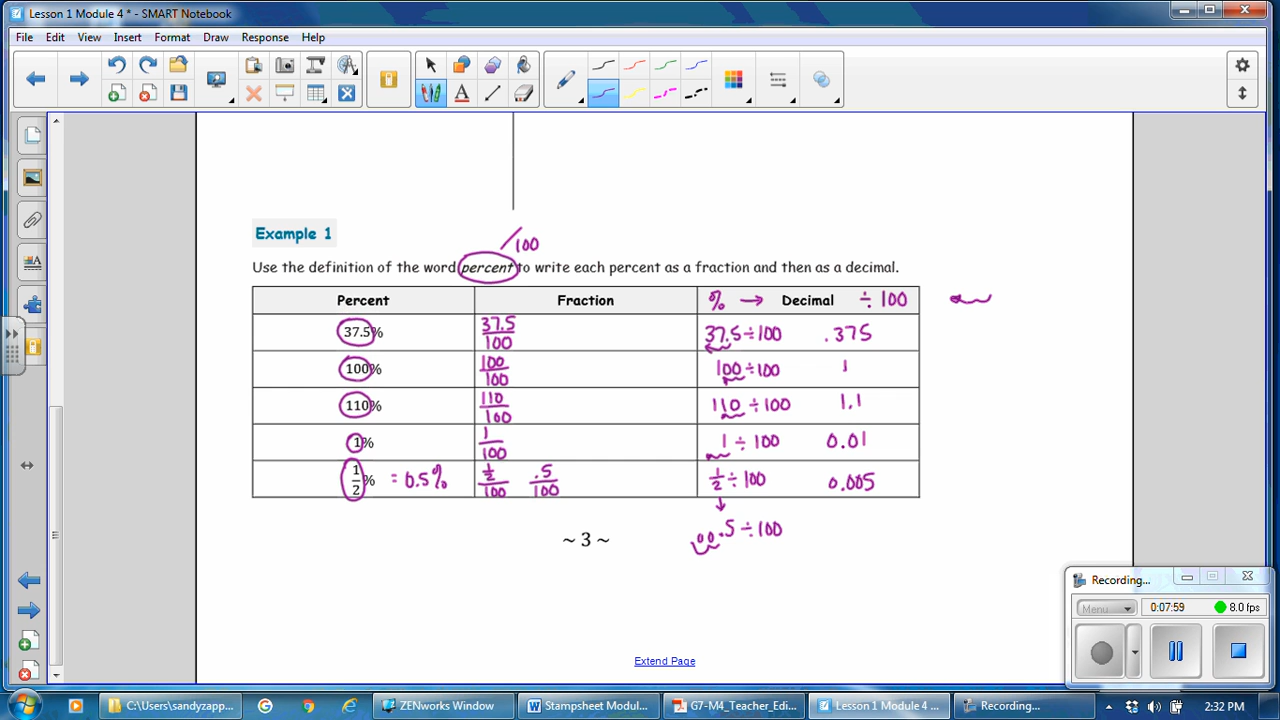 Lesson 1 Module 4 * - SMART Notebook
File Edit View Insert Format Draw Response Help
Example 1
/100
Use the definition of the word percent to write each percent as a fraction and then as a decimal.
Percent Fraction % → Decimal ÷ 100
37.5% 37.5/100 37.5÷100 .375
100% 100/100 100÷100 1
110% 110/100 110÷100 1.1
1% 1/100 1÷100 0.01
1/2% = 0.5% 1/2/100 .5/100 1/2÷100 0.005
~ 3 ~ 00.5÷100
Extend Page
Recording...
Menu 0:07:59 8.0 fps
C:\Users\sandyzapp... ZENworks Window Stampsheet Modul... G7-M4_Teacher_Edi... Lesson 1 Module 4 ... Recording... 2:32 PM